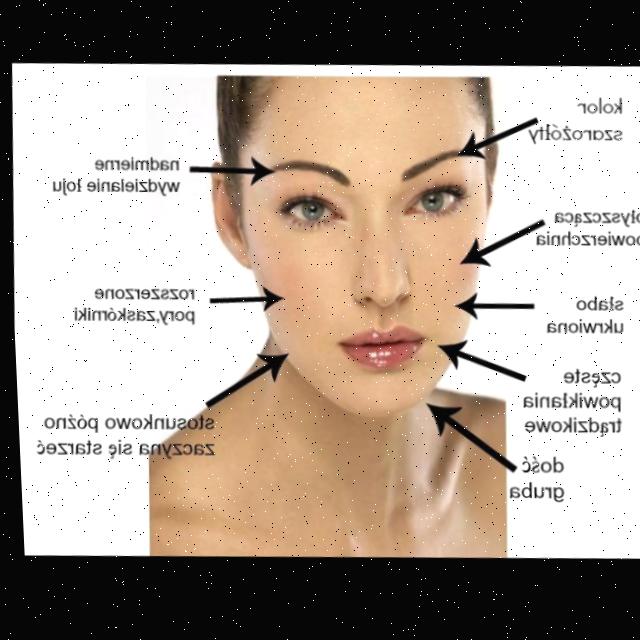 kolor
szarożółty
nadmierne
wydzielanie łoju
błyszcząca
powierzchnia
rozszerzone
pory,zaskórniki
słabo
ukrwiona
częste
powikłania
trądzikowe
stosunkowo późno
zaczyna się starzeć
dość
gruba